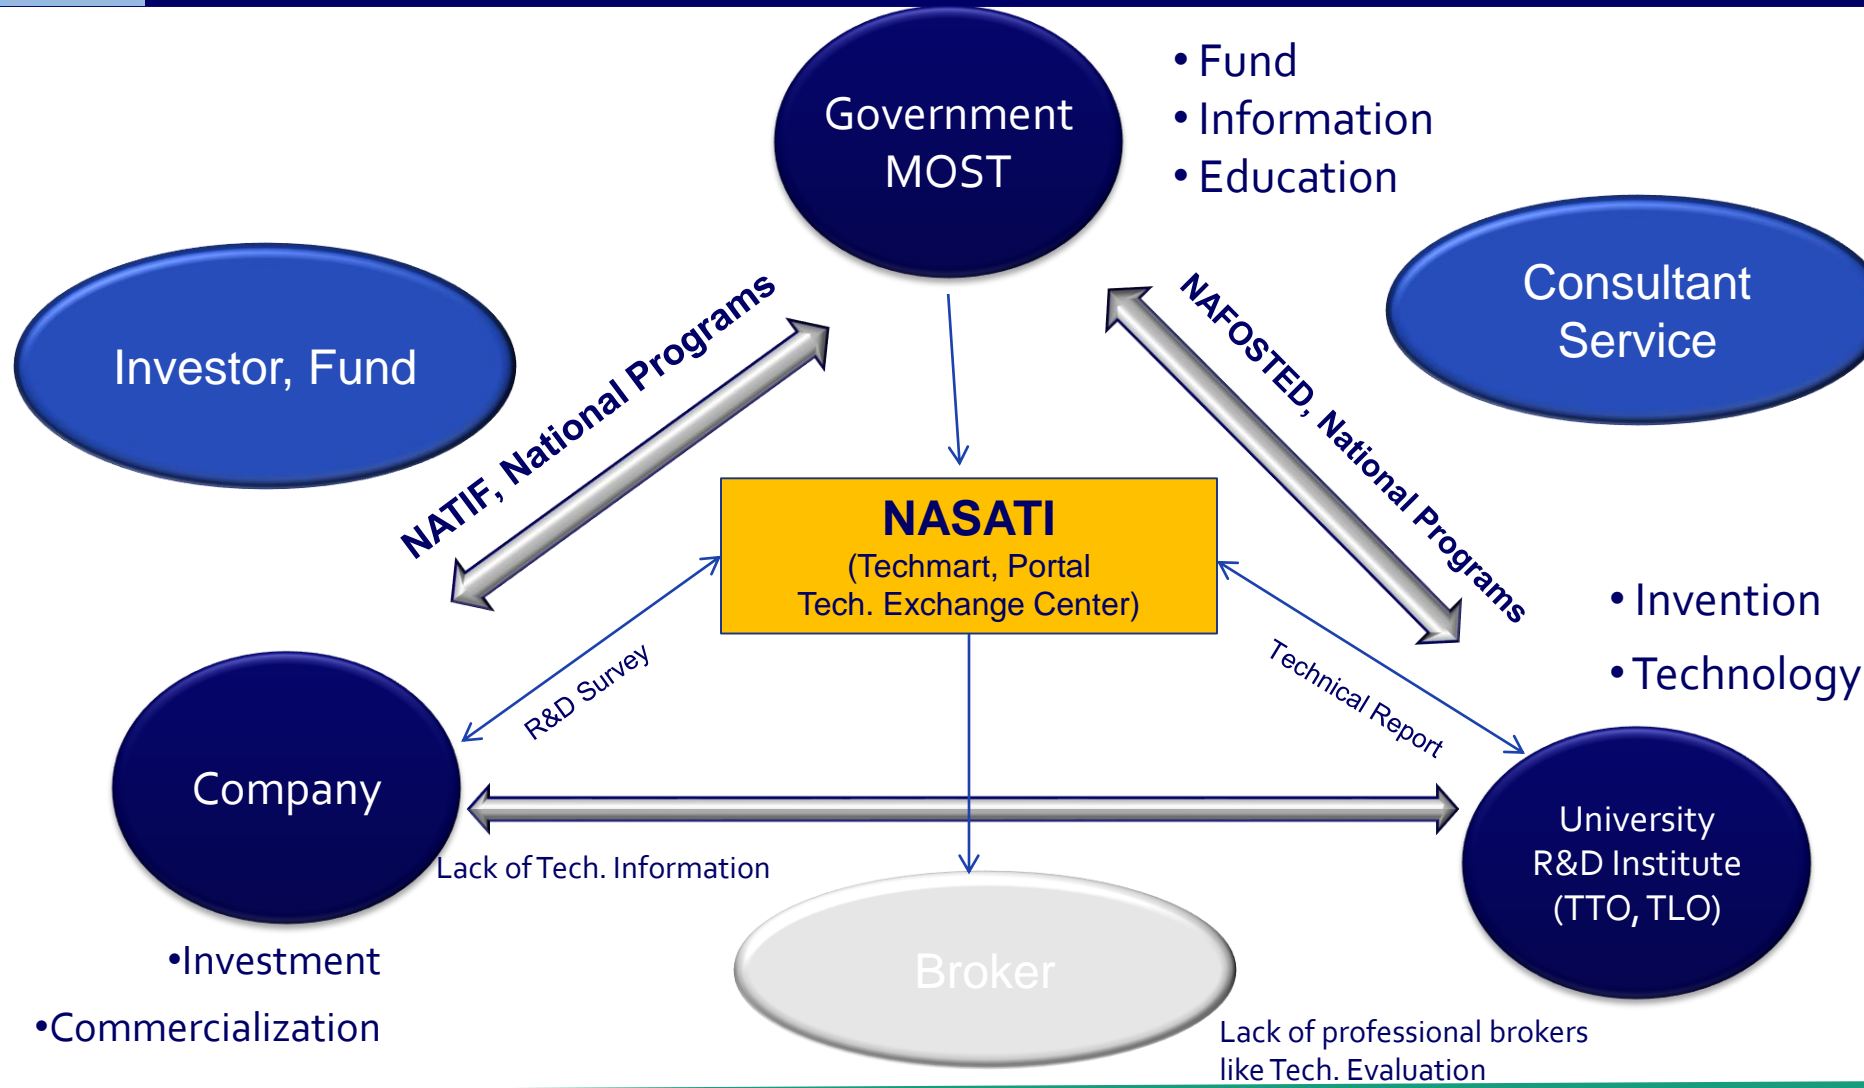 Government
MOST
• Fund
• Information
• Education
Investor, Fund
Consultant
Service
NATIF, National Programs
NAFOSTED, National Programs
NASATI
(Techmart, Portal
Tech. Exchange Center)
• Invention
• Technology
R&D Survey
Technical Report
Company
University
R&D Institute
(TTO, TLO)
Lack of Tech. Information
•Investment
•Commercialization
Broker
Lack of professional brokers
like Tech. Evaluation